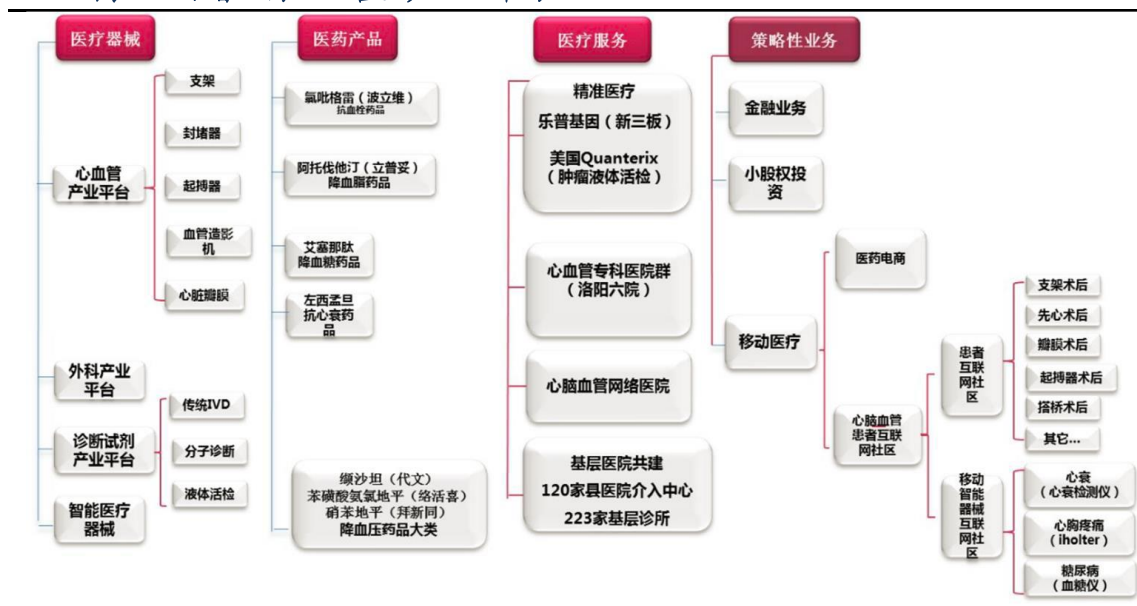 医疗器械
心血管
产业平台
支架
封堵器
起搏器
血管造影
机
心脏瓣膜
外科产业
平台
诊断试剂
产业平台
传统IVD
分子诊断
液体活检
智能医疗
器械
医药产品
氯吡格雷（波立维）
抗血栓药品
阿托伐他汀（立普妥）
降血脂药品
艾塞那肽
降血糖药品
左西孟旦
抗心衰药
品
缬沙坦（代文）
苯磺酸氨氯地平（络活喜）
硝苯地平（拜新同）
降血压药品大类
医疗服务
精准医疗
乐普基因（新三板）
美国Quanterix
（肿瘤液体活检）
心血管专科医院群
（洛阳六院）
心脑血管网络医院
基层医院共建
120家县医院介入中心
223家基层诊所
策略性业务
金融业务
小股权投
资
移动医疗
医药电商
心脑血管
患者互联
网社区
患者
互联
网社
区
支架术后
先心术后
瓣膜术后
起搏器术后
搭桥术后
其它...
移动
智能
器械
互联
网社
区
心衰
（心衰检测仪）
心胸疼痛
（iholter）
糖尿病
（血糖仪）